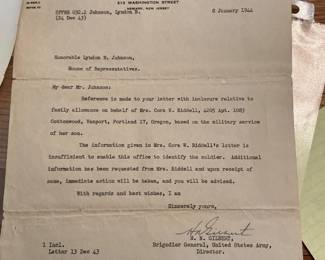 213 WASHINGTON STREET
NEWARK, NEW JERSEY
Johnson, Lyndon B.
(14 Dec 43)
8 January 1944
Honorable Lyndon B. Johnson,
House of Representatives.
My dear Mr. Johnson:
Reference is made to your letter with inclosure relative to
family allowance on behalf of Mrs. Cora W. Riddell, 4205 Apt. 1083
Cottonwood, Vanport, Portland 17, Oregon, based on the military service
of her son.
The information given in Mrs. Cora W. Riddell's letter is
insufficient to enable this office to identify the soldier. Additional
information has been requested from Mrs. Riddell and upon receipt of
same, immediate action will be taken, and you will be advised.
With regards and best wishes, I am
Sincerely yours,
H. N. GILBERT,
1 Incl.
Brigadier General, United States Army,
Letter 13 Dec 43
Director.